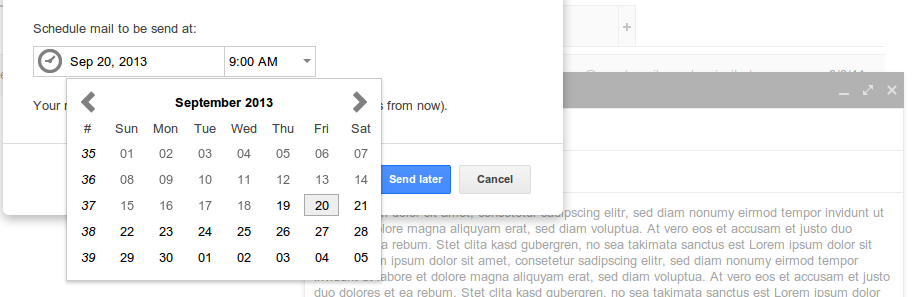 Schedule mail to be send at:
+
Sep 20, 2013 9:00 AM
Your s from now).
September 2013
# Sun Mon Tue Wed Thu Fri Sat
35 01 02 03 04 05 06 07
36 08 09 10 11 12 13 14
37 15 16 17 18 19 20 21
38 22 23 24 25 26 27 28
39 29 30 01 02 03 04 05
Send later Cancel
dolor sit amet, consetetur sadipscing elitr, sed diam nonumy eirmod tempor invidunt ut
olore magna aliquyam erat, sed diam voluptua. At vero eos et accusam et justo duo
ea rebum. Stet clita kasd gubergren, no sea takimata sanctus est Lorem ipsum dolor sit
ipsum dolor sit amet, consetetur sadipscing elitr, sed diam nonumy eirmod tempor
invidunt ut labore et dolore magna aliquyam erat, sed diam voluptua. At vero eos et accusam et justo
duo dolores et ea rebum. Stet clita kasd gubergren, no sea takimata sanctus est Lorem ipsum dolor